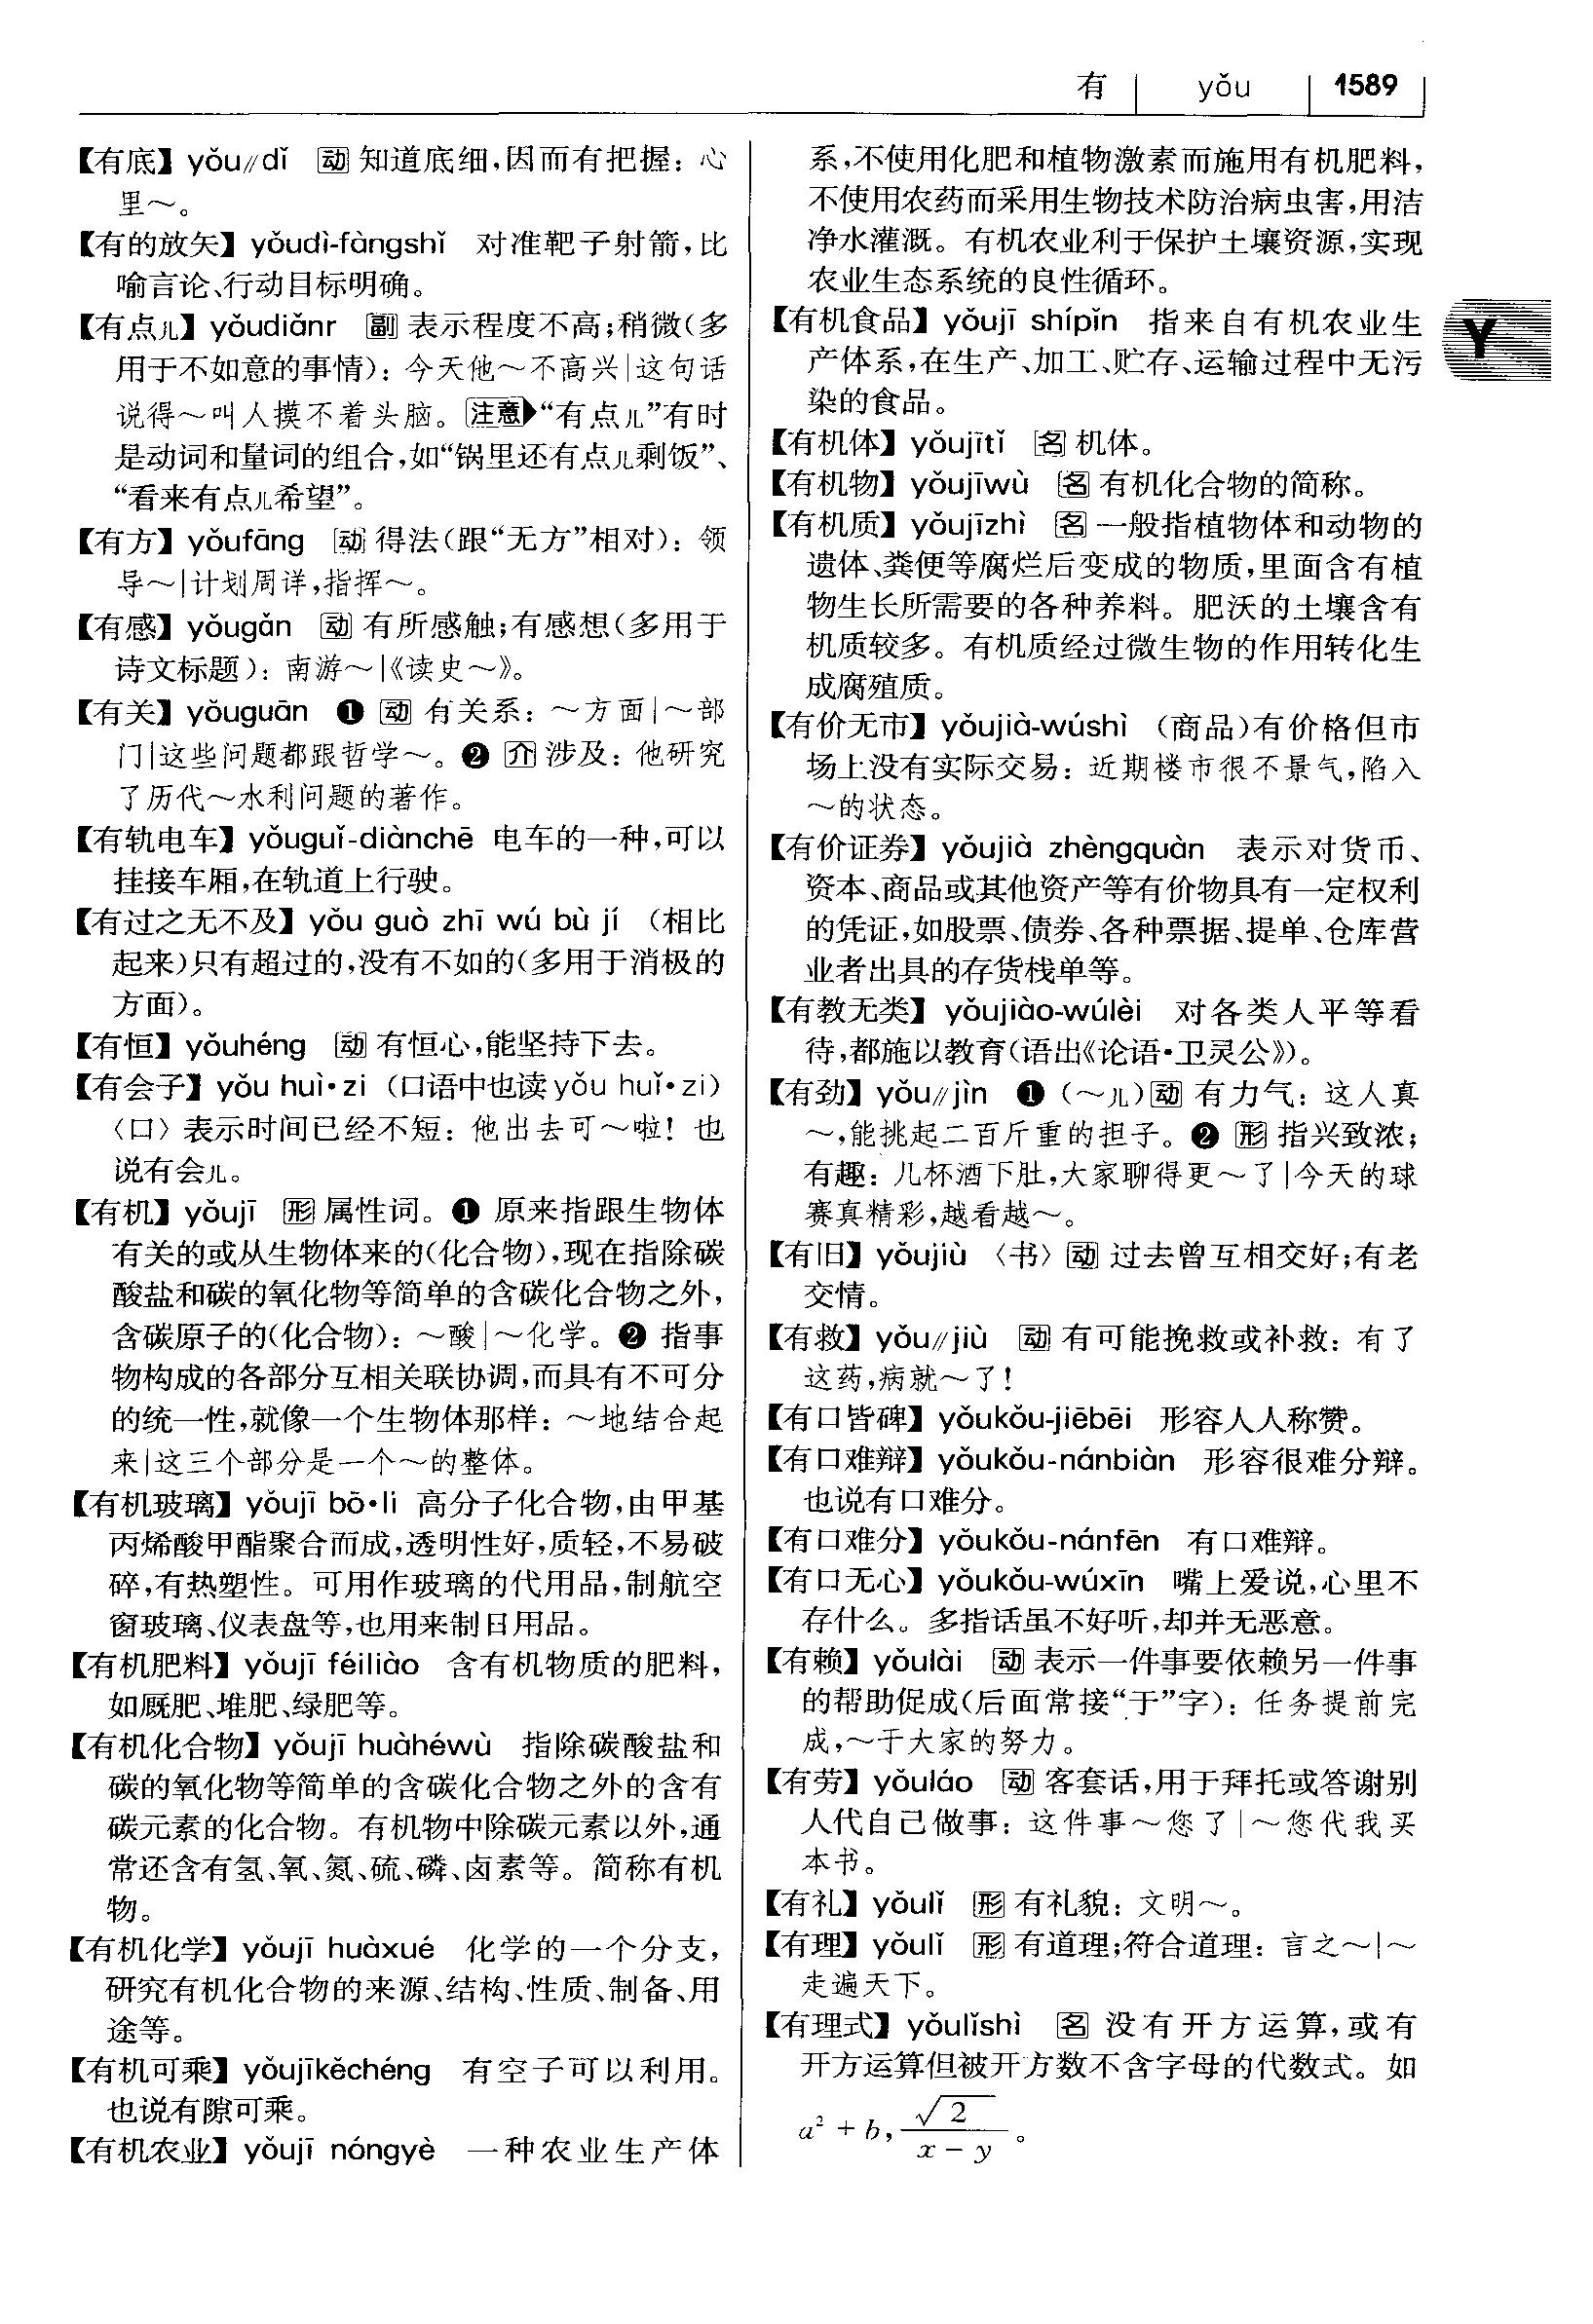 有 yǒu 1589
【有底】yǒu∥dǐ 动 知道底细,因而有把握：心
里～。
【有的放矢】yǒudì-fàngshǐ 对准靶子射箭,比
喻言论、行动目标明确。
【有点儿】yǒudiǎnr 副 表示程度不高;稍微(多
用于不如意的事情)：今天他～不高兴|这句话
说得～叫人摸不着头脑。注意▶“有点儿”有时
是动词和量词的组合,如“锅里还有点儿剩饭”、
“看来有点儿希望”。
【有方】yǒufāng 动 得法(跟“无方”相对)：领
导～|计划周详,指挥～。
【有感】yǒugǎn 动 有所感触;有感想(多用于
诗文标题)：南游～|《读史～》。
【有关】yǒuguān ❶ 动 有关系：～方面|～部
门|这些问题都跟哲学～。❷ 介 涉及：他研究
了历代～水利问题的著作。
【有轨电车】yǒuguǐ-diànchē 电车的一种,可以
挂接车厢,在轨道上行驶。
【有过之无不及】yǒu guò zhī wú bù jí (相比
起来)只有超过的,没有不如的(多用于消极的
方面)。
【有恒】yǒuhéng 动 有恒心,能坚持下去。
【有会子】yǒu huì·zi (口语中也读yǒu huǐ·zi)
〈口〉表示时间已经不短：他出去可～啦! 也
说有会儿。
【有机】yǒujī 形 属性词。❶ 原来指跟生物体
有关的或从生物体来的(化合物),现在指除碳
酸盐和碳的氧化物等简单的含碳化合物之外,
含碳原子的(化合物)：～酸|～化学。❷ 指事
物构成的各部分互相关联协调,而具有不可分
的统一性,就像一个生物体那样：～地结合起
来|这三个部分是一个～的整体。
【有机玻璃】yǒujī bō·li 高分子化合物,由甲基
丙烯酸甲酯聚合而成,透明性好,质轻,不易破
碎,有热塑性。可用作玻璃的代用品,制航空
窗玻璃、仪表盘等,也用来制日用品。
【有机肥料】yǒujī féiliào 含有机物质的肥料,
如厩肥、堆肥、绿肥等。
【有机化合物】yǒujī huàhéwù 指除碳酸盐和
碳的氧化物等简单的含碳化合物之外的含有
碳元素的化合物。有机物中除碳元素以外,通
常还含有氢、氧、氮、硫、磷、卤素等。简称有机
物。
【有机化学】yǒujī huàxué 化学的一个分支,
研究有机化合物的来源、结构、性质、制备、用
途等。
【有机可乘】yǒujīkěchéng 有空子可以利用。
也说有隙可乘。
【有机农业】yǒujī nóngyè 一种农业生产体
系,不使用化肥和植物激素而施用有机肥料,
不使用农药而采用生物技术防治病虫害,用洁
净水灌溉。有机农业利于保护土壤资源,实现
农业生态系统的良性循环。
【有机食品】yǒujī shípǐn 指来自有机农业生
产体系,在生产、加工、贮存、运输过程中无污
染的食品。
【有机体】yǒujītǐ 名 机体。
【有机物】yǒujīwù 名 有机化合物的简称。
【有机质】yǒujīzhì 名 一般指植物体和动物的
遗体、粪便等腐烂后变成的物质,里面含有植
物生长所需要的各种养料。肥沃的土壤含有
机质较多。有机质经过微生物的作用转化生
成腐殖质。
【有价无市】yǒujià-wúshì (商品)有价格但市
场上没有实际交易：近期楼市很不景气,陷入
～的状态。
【有价证券】yǒujià zhèngquàn 表示对货币、
资本、商品或其他资产等有价物具有一定权利
的凭证,如股票、债券、各种票据、提单、仓库营
业者出具的存货栈单等。
【有教无类】yǒujiào-wúlèi 对各类人平等看
待,都施以教育(语出《论语·卫灵公》)。
【有劲】yǒu∥jìn ❶ (～儿)动 有力气：这人真
～,能挑起二百斤重的担子。❷ 形 指兴致浓;
有趣：几杯酒下肚,大家聊得更～了|今天的球
赛真精彩,越看越～。
【有旧】yǒujiù 〈书〉动 过去曾互相交好;有老
交情。
【有救】yǒu∥jiù 动 有可能挽救或补救：有了
这药,病就～了!
【有口皆碑】yǒukǒu-jiēbēi 形容人人称赞。
【有口难辩】yǒukǒu-nánbiàn 形容很难分辩。
也说有口难分。
【有口难分】yǒukǒu-nánfēn 有口难辩。
【有口无心】yǒukǒu-wúxīn 嘴上爱说,心里不
存什么。多指话虽不好听,却并无恶意。
【有赖】yǒulài 动 表示一件事要依赖另一件事
的帮助促成(后面常接“于”字)：任务提前完
成,～于大家的努力。
【有劳】yǒuláo 动 客套话,用于拜托或答谢别
人代自己做事：这件事～您了|～您代我买
本书。
【有礼】yǒulǐ 形 有礼貌：文明～。
【有理】yǒulǐ 形 有道理;符合道理：言之～|～
走遍天下。
【有理式】yǒulǐshì 名 没有开方运算,或有
开方运算但被开方数不含字母的代数式。如
a²+b, √2/(x−y)。
Y